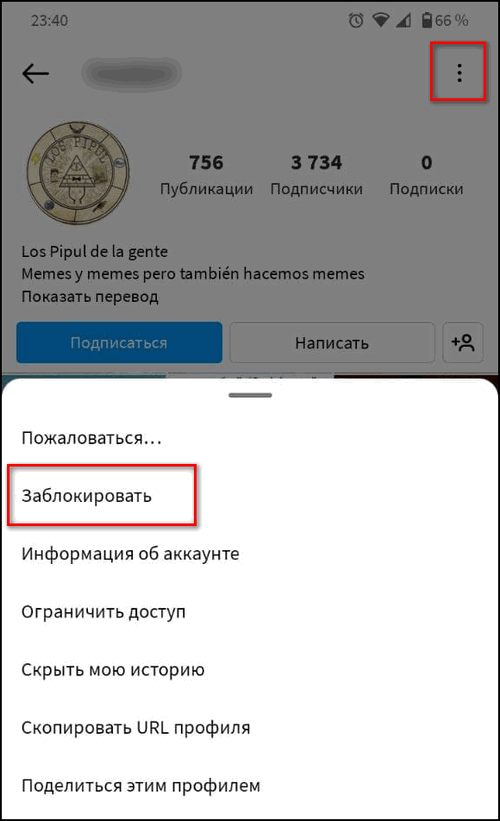 23:40 66 %
756 3 734 0
Публикации Подписчики Подписки
LOS PIPUL
Los Pipul de la gente
Memes y memes pero también hacemos memes
Показать перевод
Подписаться Написать
Пожаловаться...
Заблокировать
Информация об аккаунте
Ограничить доступ
Скрыть мою историю
Скопировать URL профиля
Поделиться этим профилем